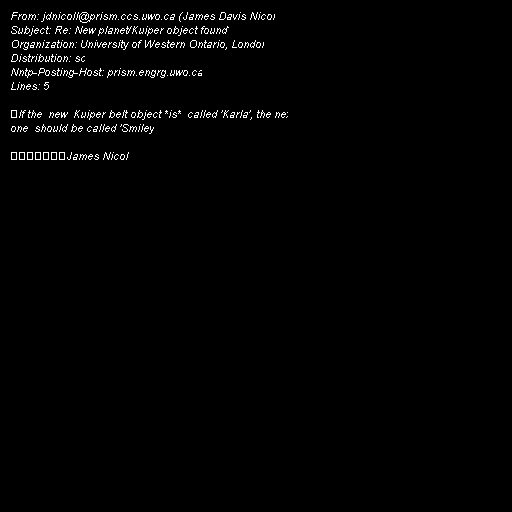 From: jdnicoll@prism.ccs.uwo.ca (James Davis Nicol
Subject: Re: New planet/Kuiper object found
Organization: University of Western Ontario, London
Distribution: sc
Nntp-Posting-Host: prism.engrg.uwo.ca
Lines: 5
If the new Kuiper belt object *is* called 'Karla', the nex
one should be called 'Smiley
James Nicol